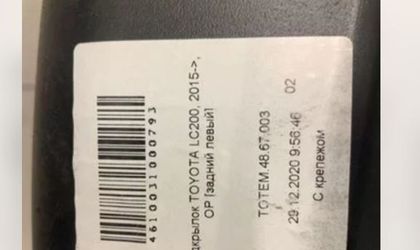 4610031000793
крылок TOYOTA LC200, 2015->,
OP [задний левый]
TOTEM.48.67.003
29.12.2020 9:56:46
02
С крепежом